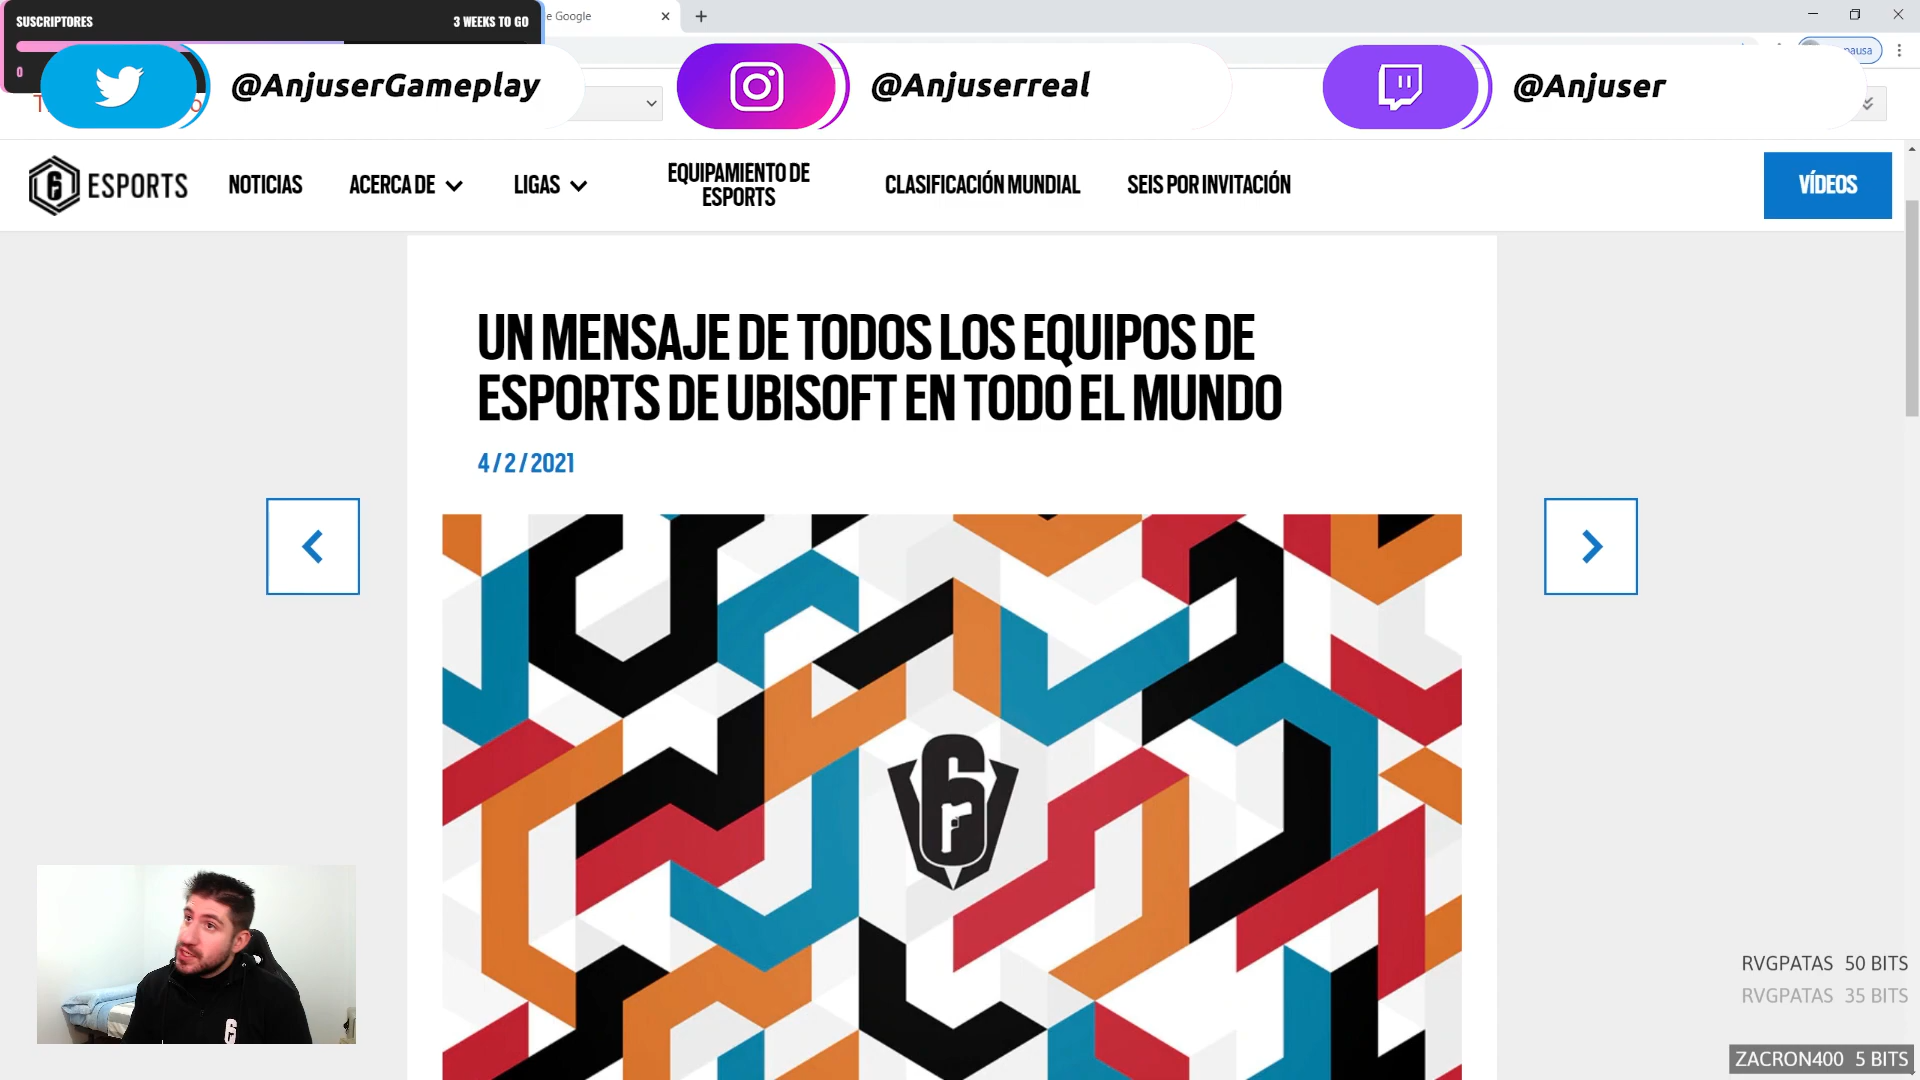 SUSCRIPTORES
3 WEEKS TO GO
0
e Google
ausa
@AnjuserGameplay
@Anjuserreal
@Anjuser
ESPORTS
NOTICIAS
ACERCA DE
LIGAS
EQUIPAMIENTO DE
ESPORTS
CLASIFICACIÓN MUNDIAL
SEIS POR INVITACIÓN
VÍDEOS
UN MENSAJE DE TODOS LOS EQUIPOS DE
ESPORTS DE UBISOFT EN TODO EL MUNDO
4/2/2021
RVGPATAS 50 BITS
RVGPATAS 35 BITS
ZACRON400 5 BITS